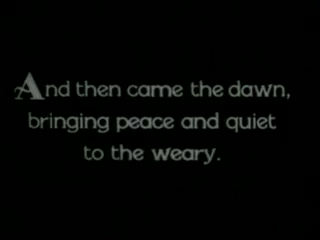 And then came the dawn,
bringing peace and quiet
to the weary.